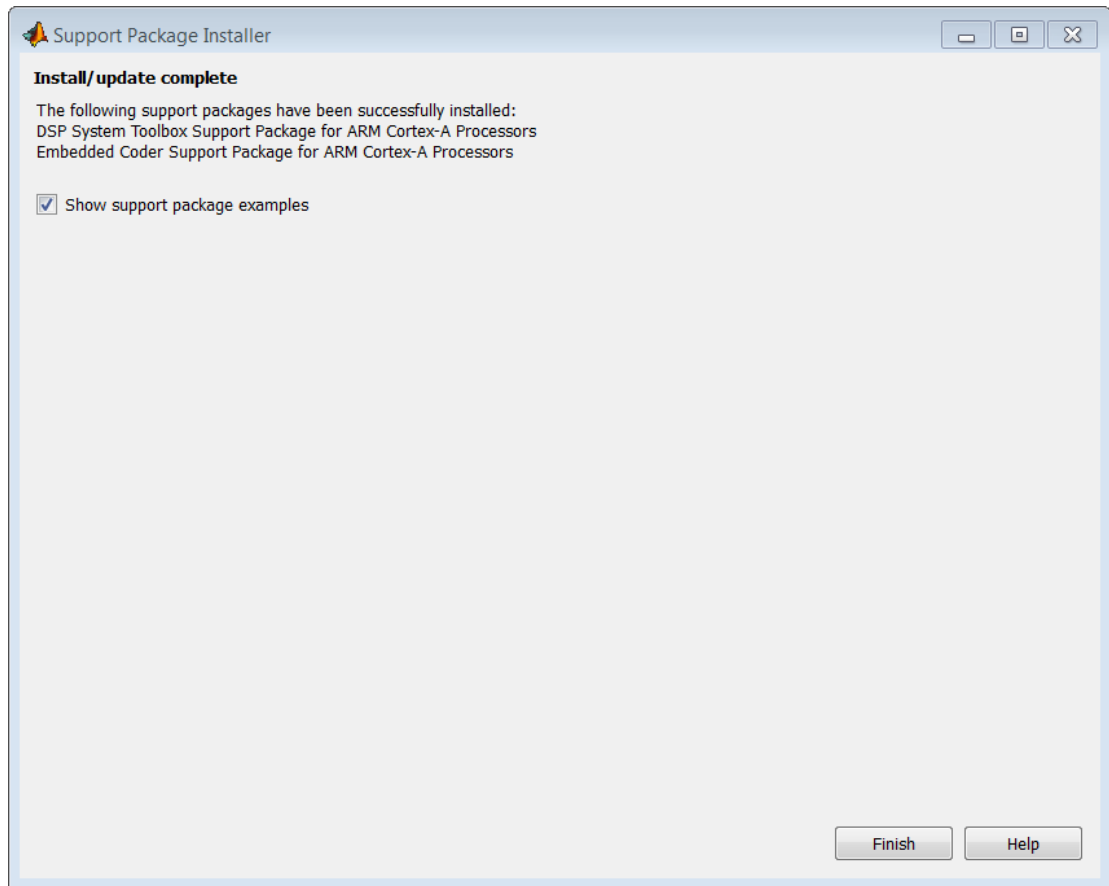 Support Package Installer
Install/update complete
The following support packages have been successfully installed:
DSP System Toolbox Support Package for ARM Cortex-A Processors
Embedded Coder Support Package for ARM Cortex-A Processors
Show support package examples
Finish
Help